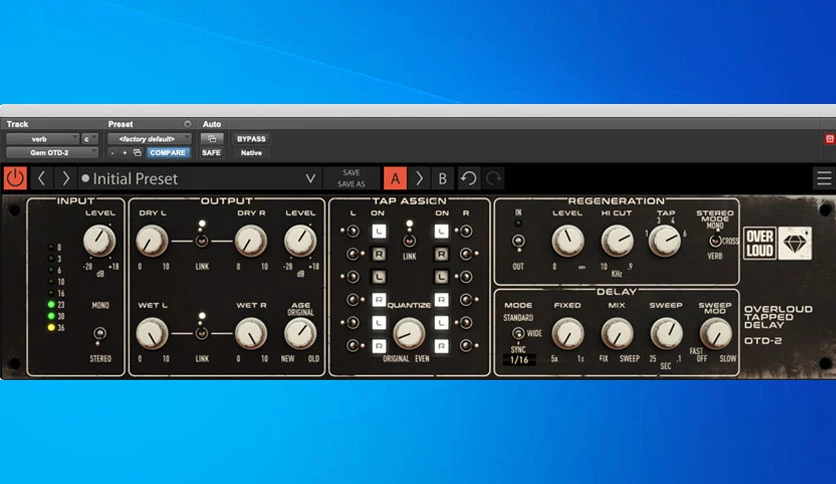 Track Preset Auto
verb c <factory default>
Gem OTD-2 - + COMPARE SAFE
BYPASS
Native
Initial Preset
SAVE
SAVE AS
A B
INPUT
LEVEL
-28 +18
dB
0
3
6
10
16
23
30
36
MONO
STEREO
OUTPUT
DRY L DRY R LEVEL
0 10 LINK 0 10 -28 +18
dB
WET L WET R AGE
ORIGINAL
0 10 LINK 0 10 NEW OLD
TAP ASSIGN
L ON ON R
L L
R LINK R
L L
R R
QUANTIZE
L L
R R
ORIGINAL EVEN
REGENERATION
IN LEVEL HI CUT TAP STEREO
MODE
MONO
3 4
1 6 CROSS
OUT 0 ∞ 10 .9 VERB
KHz
DELAY
MODE FIXED MIX SWEEP SWEEP
MOD
STANDARD
WIDE
SYNC
1/16
.5x 1x FIX SWEEP 25 .1
SEC
FAST
OFF SLOW
OVER
LOUD
OVERLOUD
TAPPED
DELAY
OTD-2